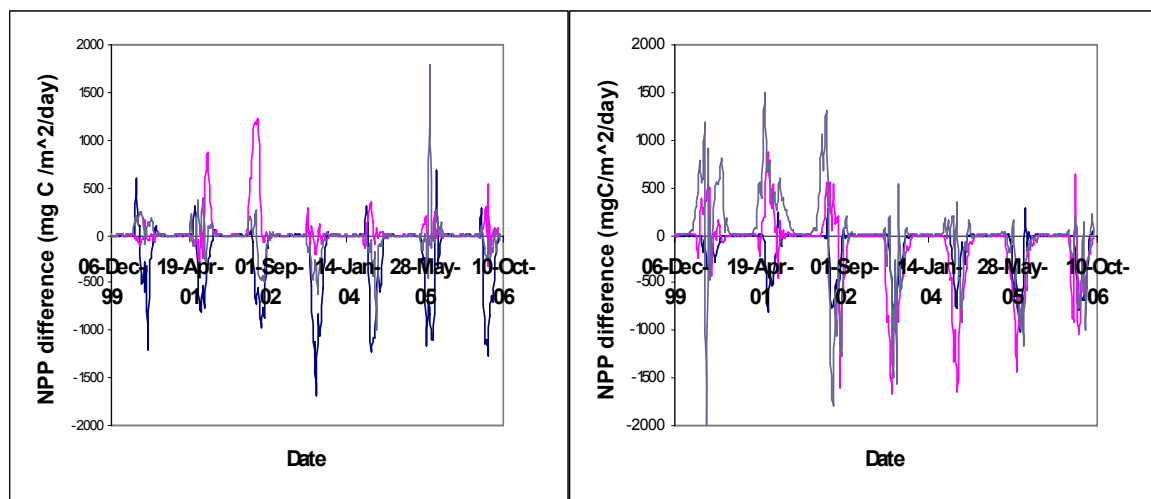 NPP difference (mg C /m^2/day)
2000
1500
1000
500
0
-500
-1000
-1500
-2000
06-Dec-
99
19-Apr-
01
01-Sep-
02
14-Jan-
04
28-May-
05
10-Oct-
06
Date
NPP difference (mgC/m^2/day)
2000
1500
1000
500
0
-500
-1000
-1500
-2000
06-Dec-
99
19-Apr-
01
01-Sep-
02
14-Jan-
04
28-May-
05
10-Oct-
06
Date